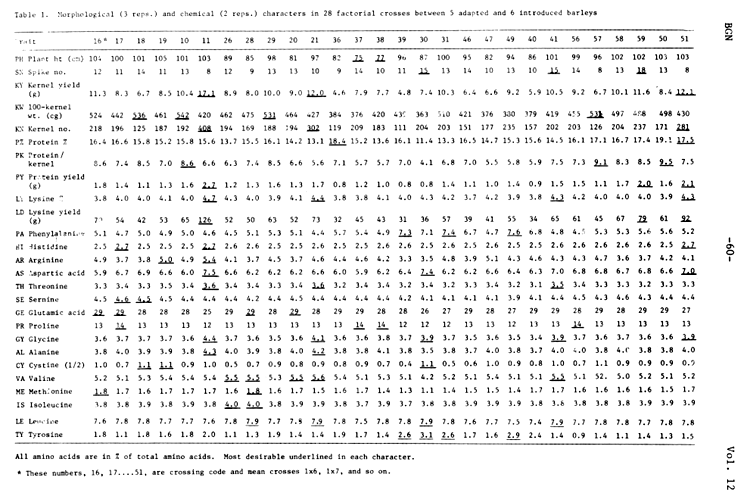 Table 1. Morphological (3 reps.) and chemical (2 reps.) characters in 28 factorial crosses between 5 adapted and 6 introduced barleys
Trait 16* 17 18 19 10 11 26 28 29 20 21 36 37 38 39 30 31 46 47 49 40 41 56 57 58 59 50 51
PH Plant ht (cm) 104 100 101 105 101 103 89 85 98 81 97 82 75 77 96 87 100 95 82 94 89 101 99 96 102 102 103 103
SN Spike no. 12 11 14 11 13 8 12 9 13 13 10 9 14 10 11 15 13 14 10 13 10 15 14 8 13 18 13 8
KY Kernel yield
(g) 11.3 8.3 6.7 8.5 10.4 17.1 8.9 8.0 10.0 9.0 12.0 4.6 7.9 7.7 4.8 7.4 10.3 6.4 6.6 9.2 5.9 10.5 9.2 6.7 10.1 11.6 8.4 12.1
KW 100-kernel
wt. (cg) 524 442 536 461 542 420 462 475 531 464 427 384 376 420 363 510 421 376 380 379 419 455 497 498 430
KN Kernel no. 218 196 125 187 192 408 194 169 188 194 302 119 209 183 111 204 203 151 177 235 157 202 203 126 204 237 171 281
P% Protein % 16.4 16.6 15.8 15.2 15.8 15.6 13.7 15.5 16.1 14.2 13.1 18.4 15.2 13.6 16.1 11.4 13.3 16.5 15.4 14.3 15.6 14.5 16.1 17.1 16.7 17.4 19.1 17.5
PK Protein/
kernel 8.6 7.4 8.5 7.0 8.6 6.6 6.3 7.4 8.5 6.6 5.6 7.1 5.7 5.7 7.0 4.1 6.8 7.0 5.5 5.8 5.9 7.5 7.3 9.1 8.3 8.5 9.5 7.5
PY Protein yield
(g) 1.8 1.4 1.1 1.3 1.6 2.7 1.2 1.3 1.6 1.3 1.7 0.8 1.2 1.0 0.8 0.8 1.4 1.1 1.0 1.4 0.9 1.5 1.5 1.1 1.7 2.0 1.6 2.1
LY Lysine % 3.8 4.0 4.0 4.1 4.0 4.7 4.3 4.0 3.9 4.1 4.4 3.8 3.8 4.1 4.0 4.3 4.2 3.7 4.2 3.9 3.8 4.3 4.2 4.0 4.0 4.0 3.9 4.3
LD Lysine yield
(g) 54 42 53 65 126 52 50 63 52 73 32 45 43 31 36 57 39 41 55 34 65 61 45 67 79 61 92
PA Phenylalanine 5.1 4.7 5.0 4.9 5.0 4.6 4.5 5.1 5.3 5.1 4.4 5.7 5.4 4.9 7.3 7.1 7.4 6.7 4.7 7.6 6.8 4.8 5.3 5.3 5.6 5.6 5.2
HI Histidine 2.5 2.7 2.5 2.5 2.5 2.7 2.6 2.6 2.5 2.6 2.6 2.5 2.6 2.6 2.5 2.6 2.5 2.5 2.6 2.5 2.5 2.6 2.6 2.6 2.6 2.6 2.5 2.7
AR Arginine 4.9 3.8 5.0 4.9 5.4 4.1 3.7 4.5 3.7 4.6 4.4 4.6 4.2 3.3 3.5 4.8 3.9 5.1 4.3 4.6 4.3 4.3 4.7 3.6 3.7 4.2 4.1
AS Aspartic acid 5.9 6.7 6.9 6.6 6.0 7.5 6.6 6.2 6.2 6.2 6.6 6.0 5.9 6.2 6.4 7.4 6.2 6.2 6.6 6.4 6.3 7.0 6.8 6.8 6.7 6.8 6.6 7.0
TH Threonine 3.3 3.4 3.3 3.5 3.4 3.6 3.4 3.4 3.3 3.4 3.6 3.2 3.4 3.4 3.2 3.4 3.2 3.3 3.4 3.2 3.1 3.5 3.4 3.3 3.3 3.2 3.3 3.3
SE Sernine 4.5 4.6 4.5 4.4 4.4 4.4 4.2 4.4 4.5 4.4 4.4 4.4 4.4 4.4 4.2 4.1 4.1 4.1 4.1 3.9 4.1 4.4 4.5 4.3 4.6 4.3 4.4 4.4
GE Glutamic acid 29 29 28 28 28 25 29 28 29 28 28 29 28 28 28 26 27 29 28 27 29 28 29 28 28 29 29 27
PR Proline 13 14 13 13 12 13 13 13 13 13 13 14 14 12 12 12 13 13 12 13 13 14 13 13 13 13 13
GY Glycine 3.6 3.7 3.7 3.7 3.6 4.4 3.7 3.6 3.5 3.6 4.1 3.6 3.6 3.8 3.7 3.9 3.7 3.5 3.6 3.5 3.4 3.9 3.7 3.6 3.7 3.6 3.6 3.9
AL Alanine 3.8 4.0 3.9 3.9 3.8 4.3 4.0 3.9 3.8 4.0 4.2 3.8 3.8 4.1 3.8 3.5 3.8 3.7 4.0 3.8 3.7 4.0 4.0 3.8 3.8 3.8 4.0
CY Cystine (1/2) 1.0 0.7 1.1 1.1 0.9 1.0 0.5 0.7 0.9 0.8 0.9 0.8 0.9 0.7 0.4 1.1 0.5 0.6 1.0 0.9 0.8 1.0 0.7 1.1 0.9 0.9 0.9
VA Valine 5.2 5.1 5.3 5.4 5.4 5.4 5.5 5.5 5.3 5.5 5.6 5.4 5.1 5.3 5.1 4.2 5.2 5.1 5.4 5.1 5.1 5.5 5.1 52. 5.0 5.2 5.1 5.2
ME Methionine 1.8 1.7 1.6 1.7 1.7 1.7 1.6 1.8 1.6 1.7 1.5 1.6 1.7 1.4 1.3 1.1 1.4 1.5 1.5 1.4 1.7 1.7 1.6 1.6 1.6 1.6 1.5 1.7
IS Isoleucine 3.8 3.8 3.9 3.8 3.9 3.8 4.0 4.0 3.9 3.8 3.9 3.9 3.8 3.7 3.9 3.7 3.8 3.8 3.9 3.9 3.9 3.8 3.8 3.8 3.8 3.9 3.9 3.9
LE Leucine 7.6 7.8 7.8 7.7 7.7 7.6 7.8 7.9 7.7 7.8 7.9 7.8 7.5 7.8 7.8 7.9 7.8 7.6 7.8 7.7 7.5 7.4 7.9 7.7 7.8 7.8 7.7 7.8 7.8
TY Tyrosine 1.8 1.1 1.8 1.6 1.8 2.0 1.1 1.3 1.9 1.4 1.4 1.9 1.7 1.4 2.6 3.1 2.6 1.7 1.6 2.9 2.4 1.4 0.9 1.4 1.1 1.4 1.3 1.5
All amino acids are in % of total amino acids. Most desirable underlined in each character.
* These numbers, 16, 17....51, are crossing code and mean crosses 1x6, 1x7, and so on.
BGN
-60-
Vol. 12